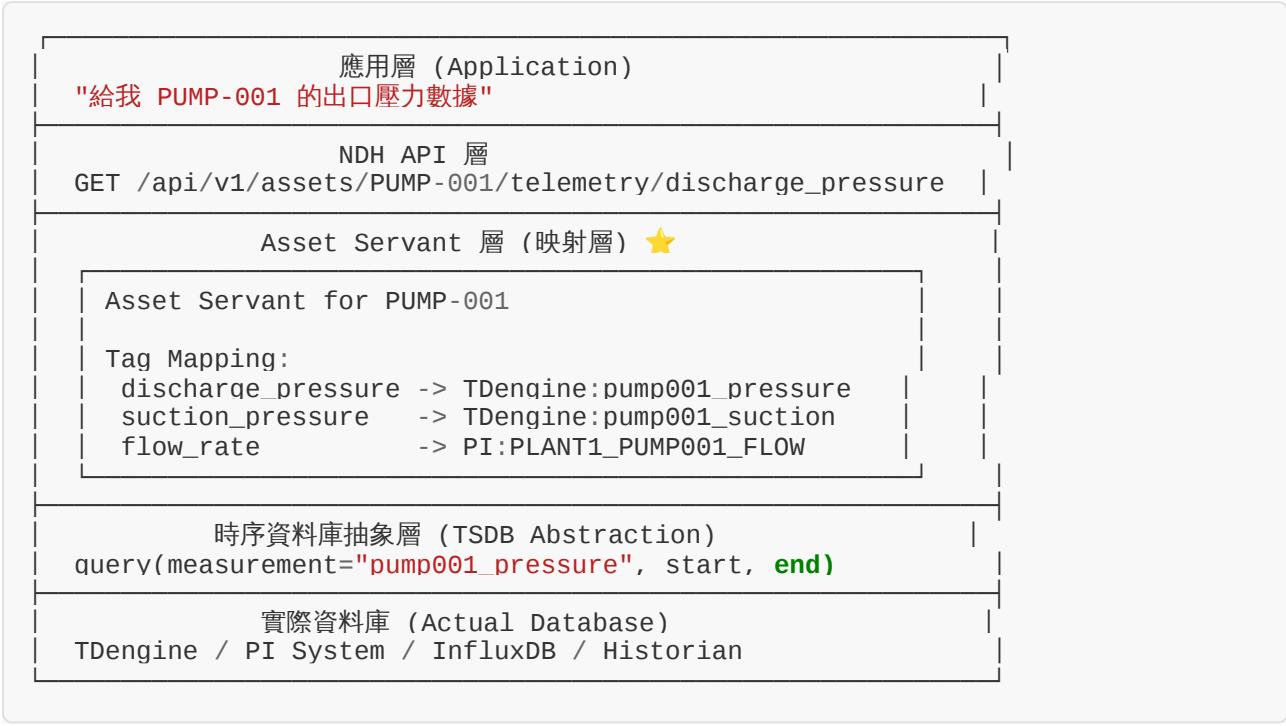 應用層 (Application)
"給我 PUMP-001 的出口壓力數據"
NDH API 層
GET /api/v1/assets/PUMP-001/telemetry/discharge_pressure
Asset Servant 層 (映射層) ⭐
Asset Servant for PUMP-001
Tag Mapping:
discharge_pressure -> TDengine:pump001_pressure
suction_pressure -> TDengine:pump001_suction
flow_rate -> PI:PLANT1_PUMP001_FLOW
時序資料庫抽象層 (TSDB Abstraction)
query(measurement="pump001_pressure", start, end)
實際資料庫 (Actual Database)
TDengine / PI System / InfluxDB / Historian